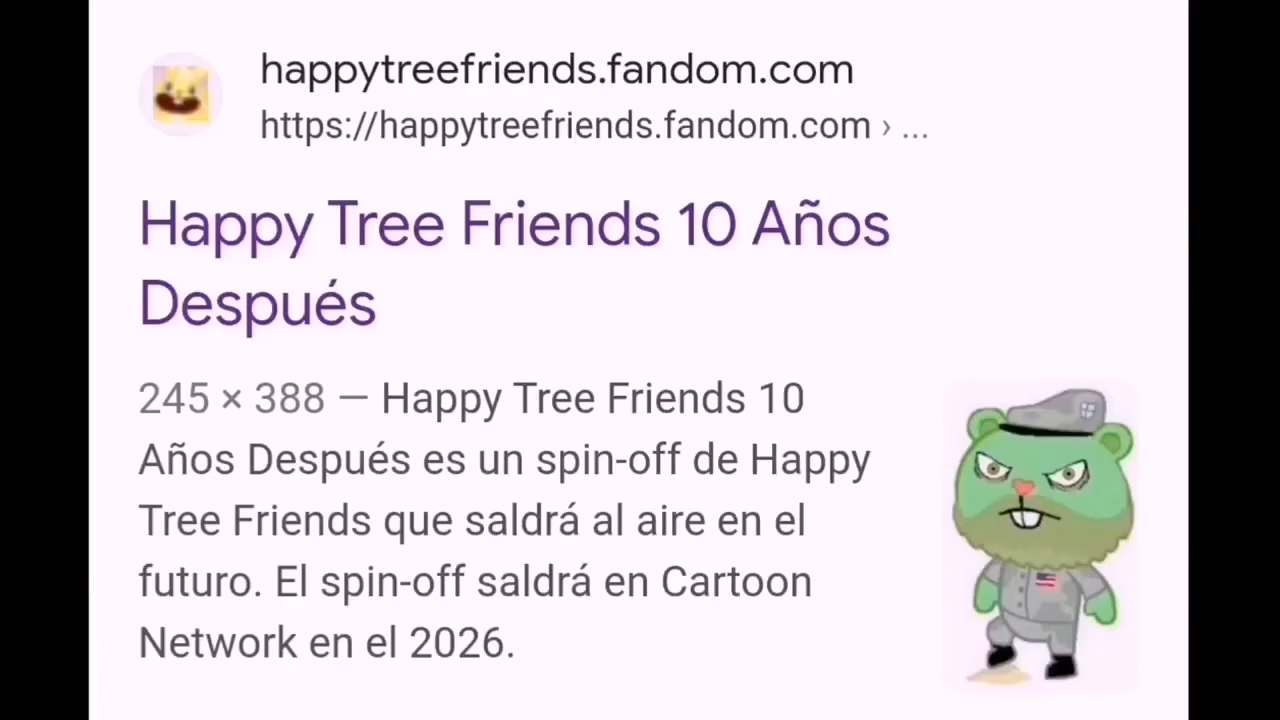 happytreefriends.fandom.com
https://happytreefriends.fandom.com › ...
Happy Tree Friends 10 Años
Después
245 × 388 — Happy Tree Friends 10
Años Después es un spin-off de Happy
Tree Friends que saldrá al aire en el
futuro. El spin-off saldrá en Cartoon
Network en el 2026.